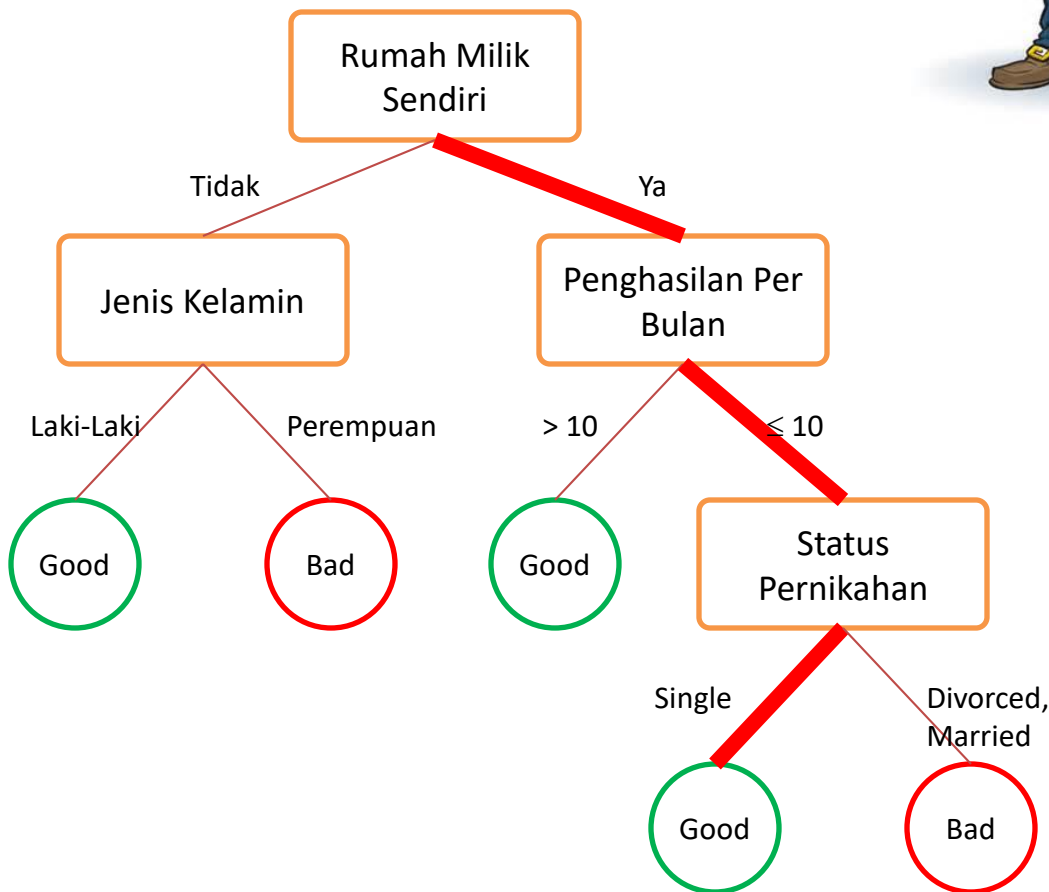 Rumah Milik
Sendiri
Tidak
Ya
Jenis Kelamin
Penghasilan Per
Bulan
Laki-Laki
Perempuan
> 10
≤ 10
Good
Bad
Good
Status
Pernikahan
Single
Divorced,
Married
Good
Bad